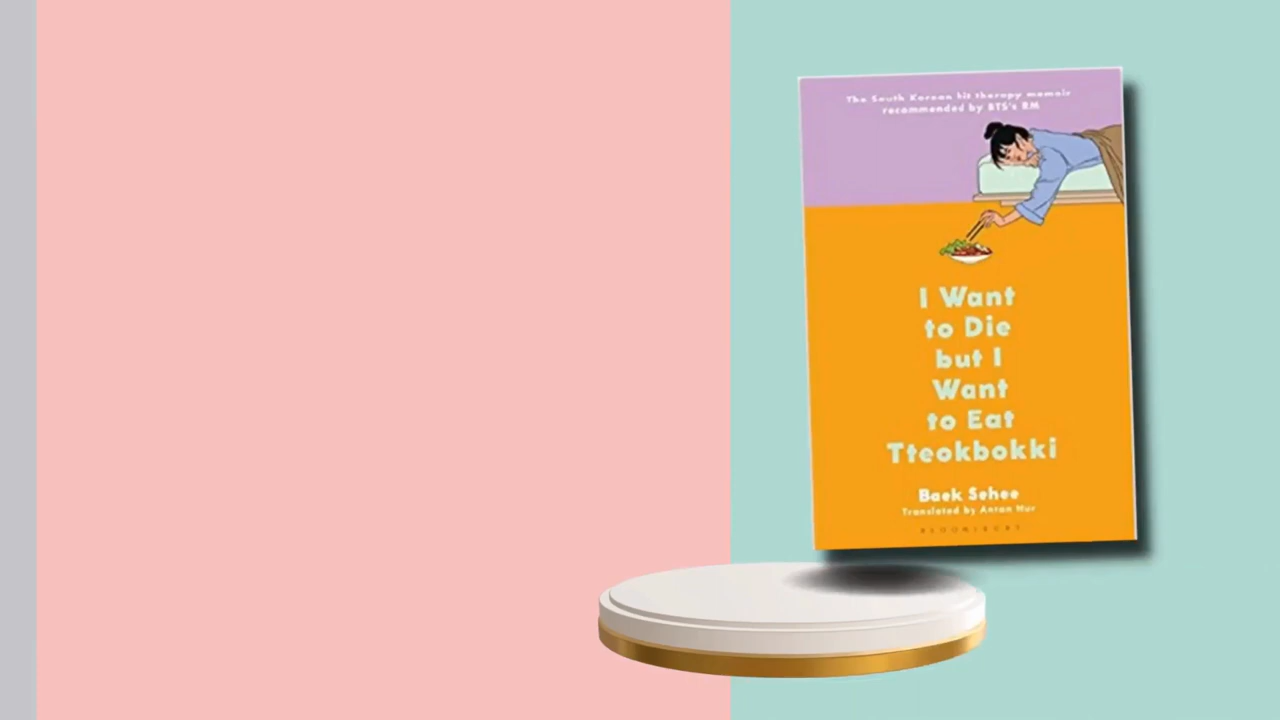 The South Korean hit therapy memoir
recommended by BTS's RM
I Want
to Die
but I
Want
to Eat
Tteokbokki
Baek Sehee
Translated by Anton Hur
BLOOMSBURY